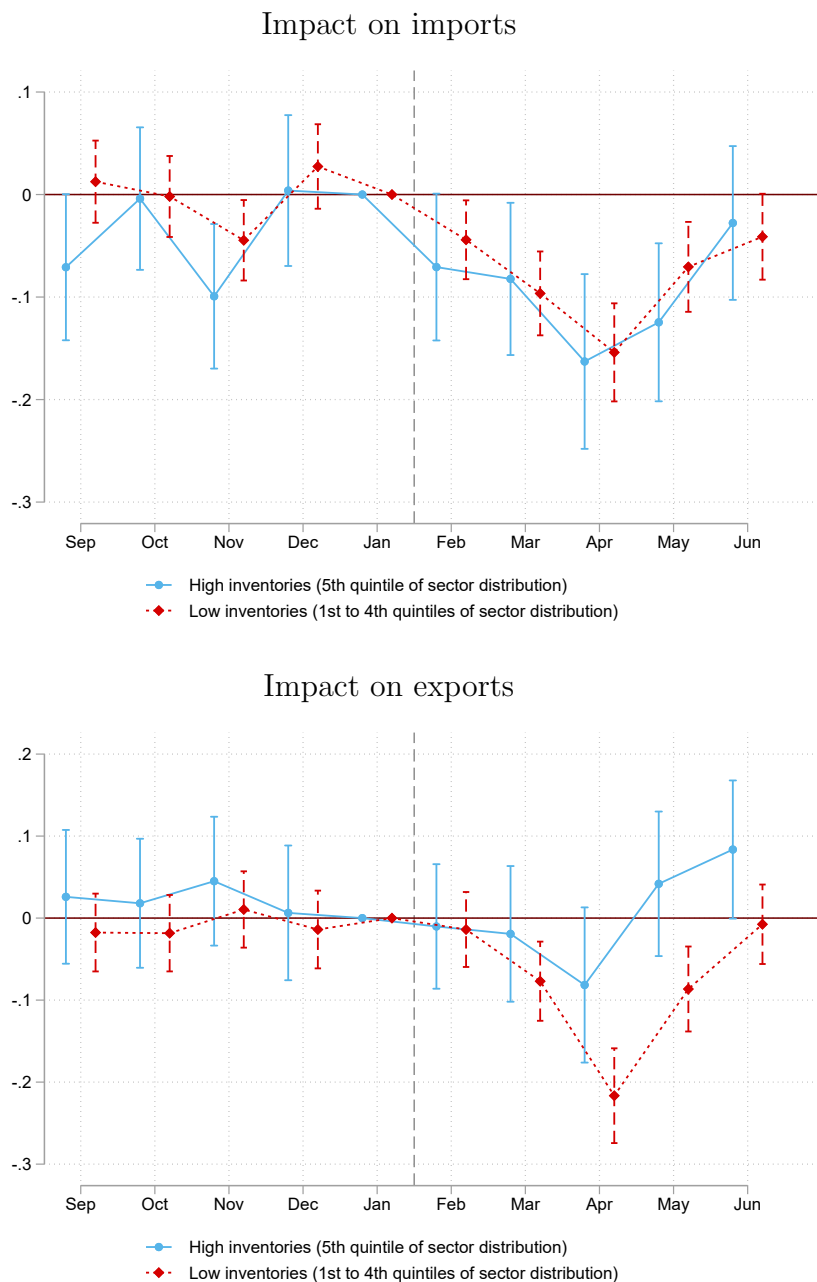 Impact on imports
.1
0
-.1
-.2
-.3
Sep Oct Nov Dec Jan Feb Mar Apr May Jun
High inventories (5th quintile of sector distribution)
Low inventories (1st to 4th quintiles of sector distribution)
Impact on exports
.2
.1
0
-.1
-.2
-.3
Sep Oct Nov Dec Jan Feb Mar Apr May Jun
High inventories (5th quintile of sector distribution)
Low inventories (1st to 4th quintiles of sector distribution)